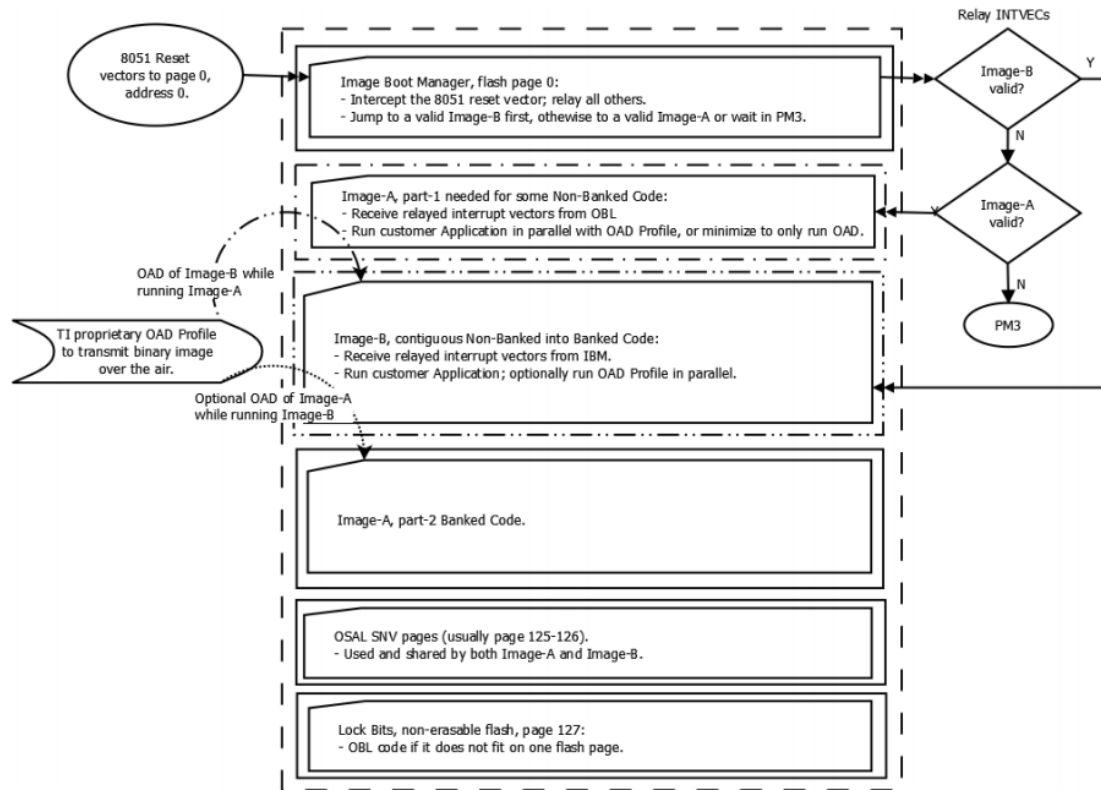 Relay INTVECs
8051 Reset
vectors to page 0,
address 0.
Image Boot Manager, flash page 0:
- Intercept the 8051 reset vector; relay all others.
- Jump to a valid Image-B first, othewise to a valid Image-A or wait in PM3.
Image-B
valid?
Y
N
Image-A, part-1 needed for some Non-Banked Code:
- Receive relayed interrupt vectors from OBL
- Run customer Application in parallel with OAD Profile, or minimize to only run OAD.
Y
Image-A
valid?
N
PM3
OAD of Image-B while
running Image-A
TI proprietary OAD Profile
to transmit binary image
over the air.
Image-B, contiguous Non-Banked into Banked Code:
- Receive relayed interrupt vectors from IBM.
- Run customer Application; optionally run OAD Profile in parallel.
Optional OAD of Image-A
while running Image-B
Image-A, part-2 Banked Code.
OSAL SNV pages (usually page 125-126).
- Used and shared by both Image-A and Image-B.
Lock Bits, non-erasable flash, page 127:
- OBL code if it does not fit on one flash page.